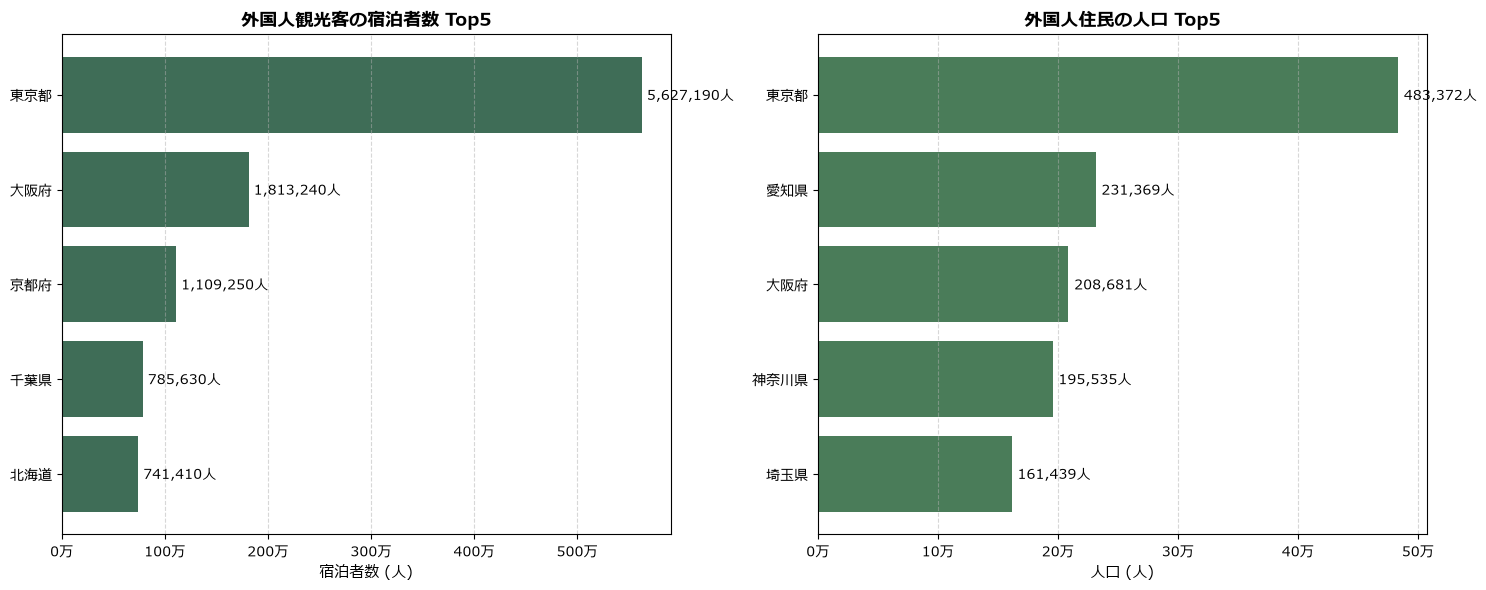 外国人観光客の宿泊者数 Top5
東京都
5,627,190人
大阪府
1,813,240人
京都府
1,109,250人
千葉県
785,630人
北海道
741,410人
0万 100万 200万 300万 400万 500万
宿泊者数 (人)
外国人住民の人口 Top5
東京都
483,372人
愛知県
231,369人
大阪府
208,681人
神奈川県
195,535人
埼玉県
161,439人
0万 10万 20万 30万 40万 50万
人口 (人)